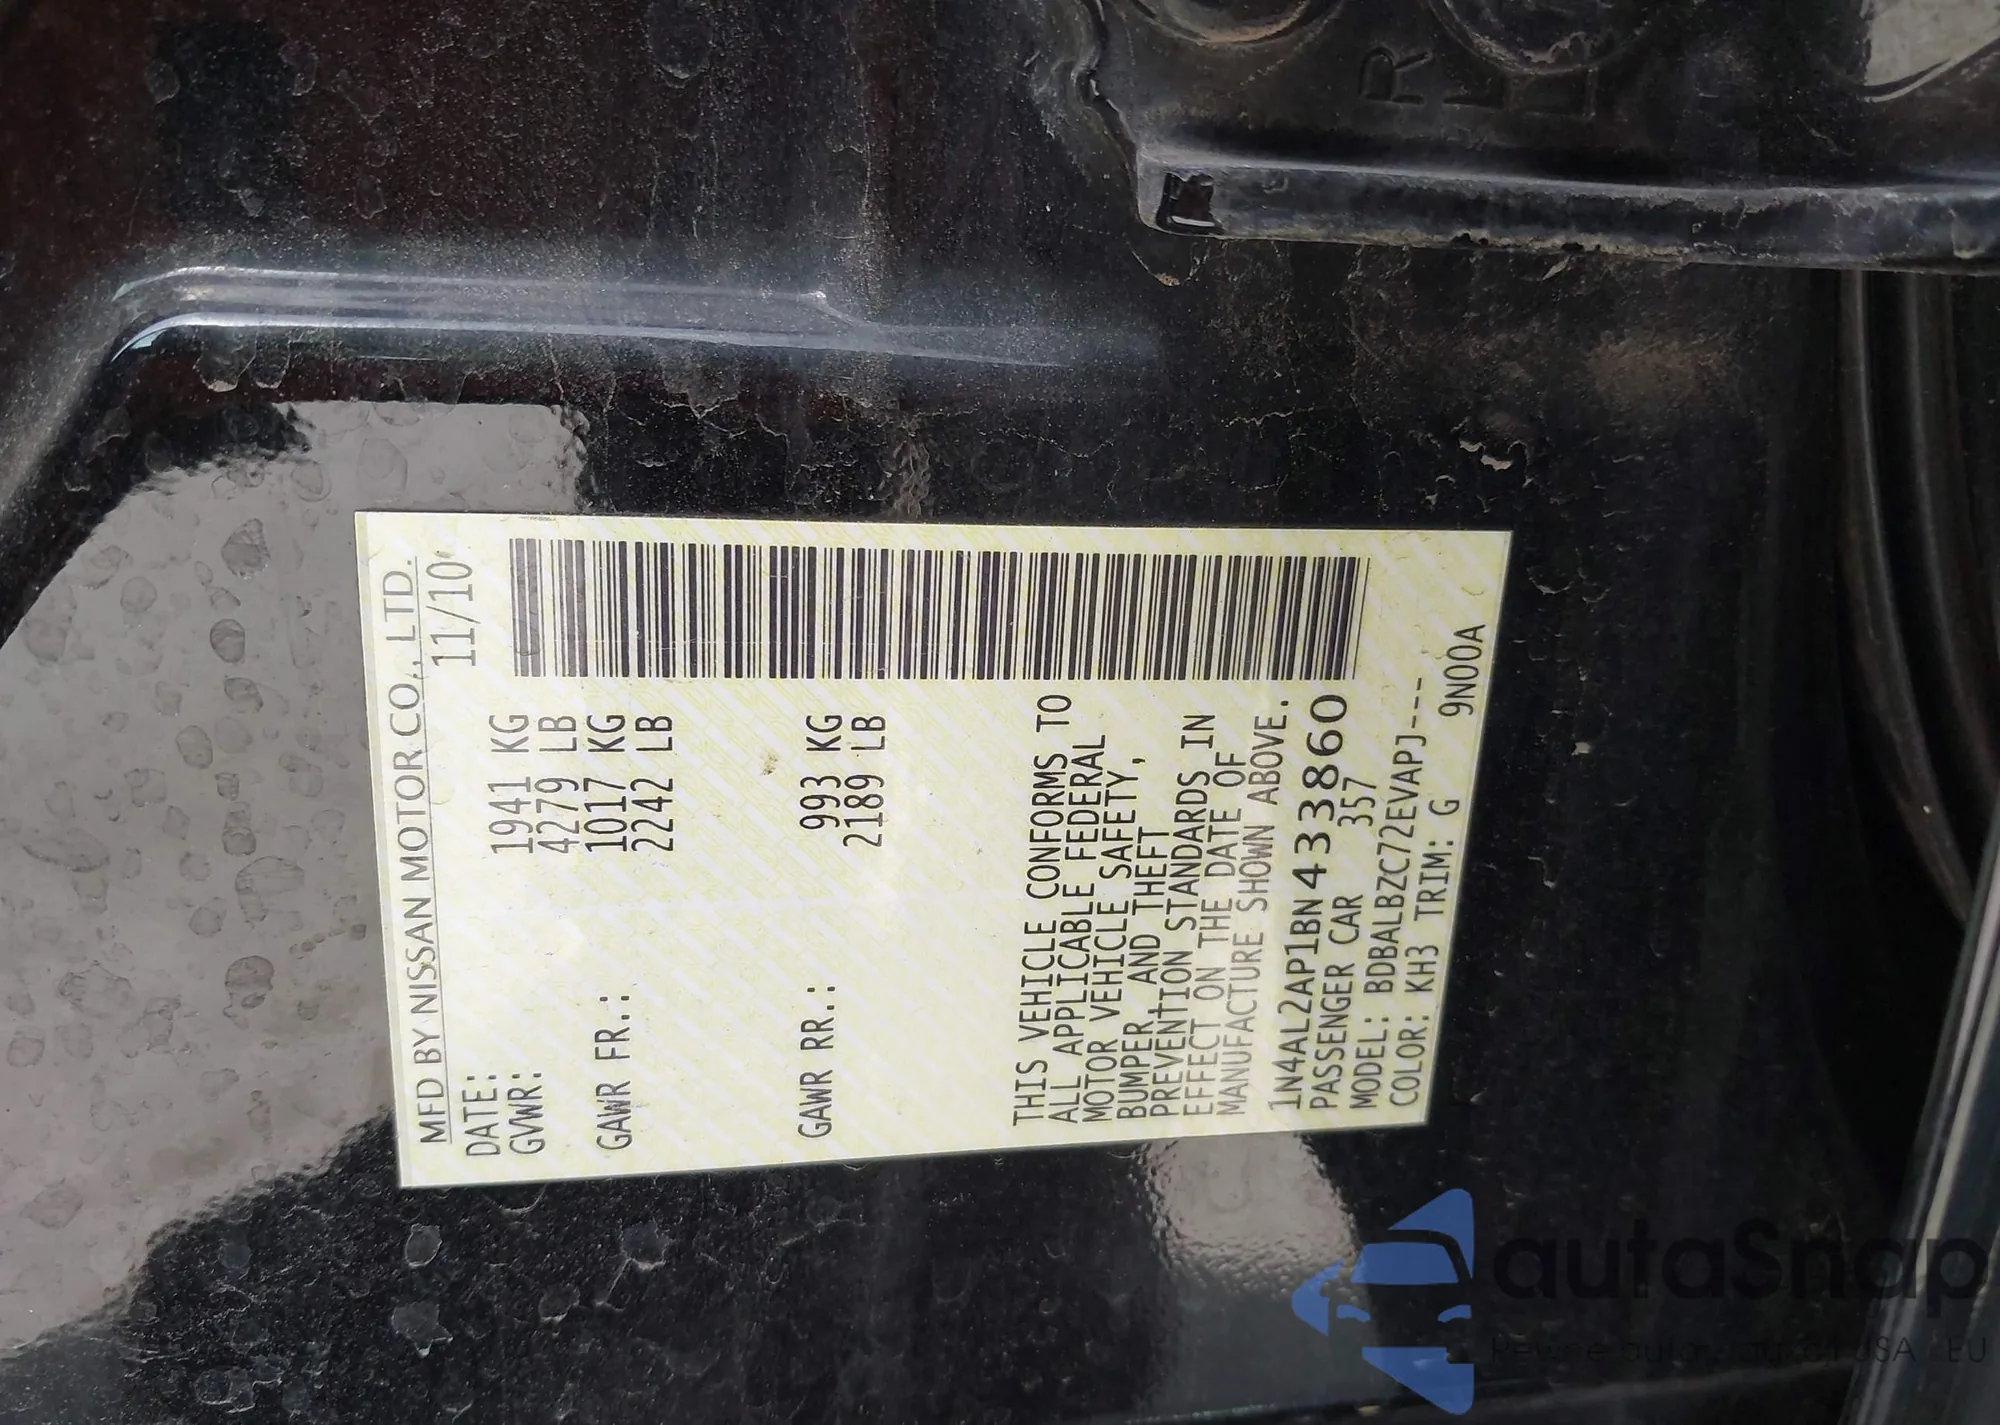 MFD BY NISSAN MOTOR CO., LTD.
DATE: 11/10
GVWR: 1941 KG
4279 LB
GAWR FR.: 1017 KG
2242 LB
GAWR RR.: 993 KG
2189 LB
THIS VEHICLE CONFORMS TO
ALL APPLICABLE FEDERAL
MOTOR VEHICLE SAFETY,
BUMPER, AND THEFT
PREVENTION STANDARDS IN
EFFECT ON THE DATE OF
MANUFACTURE SHOWN ABOVE.
1N4AL2AP1BN433860
PASSENGER CAR 357
MODEL: BDBALBZC72EVAPJ---
COLOR: KH3 TRIM: G 9N00A
autaSnap
USA EU